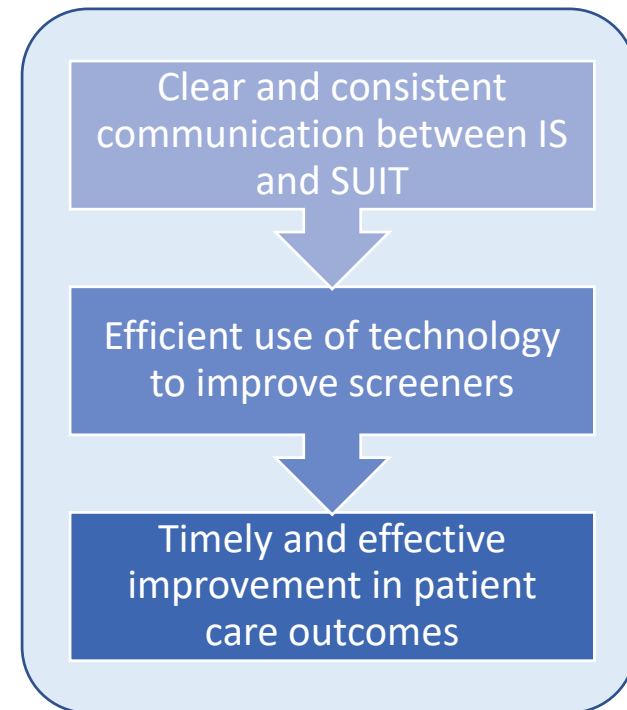 Clear and consistent
communication between IS
and SUIT
Efficient use of technology
to improve screeners
Timely and effective
improvement in patient
care outcomes